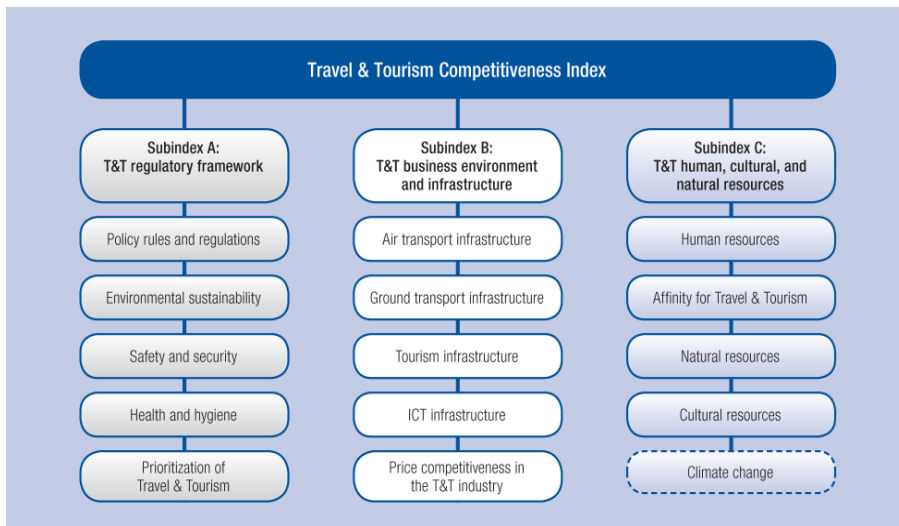 Travel & Tourism Competitiveness Index
Subindex A:
T&T regulatory framework
Policy rules and regulations
Environmental sustainability
Safety and security
Health and hygiene
Prioritization of
Travel & Tourism
Subindex B:
T&T business environment
and infrastructure
Air transport infrastructure
Ground transport infrastructure
Tourism infrastructure
ICT infrastructure
Price competitiveness in
the T&T industry
Subindex C:
T&T human, cultural, and
natural resources
Human resources
Affinity for Travel & Tourism
Natural resources
Cultural resources
Climate change